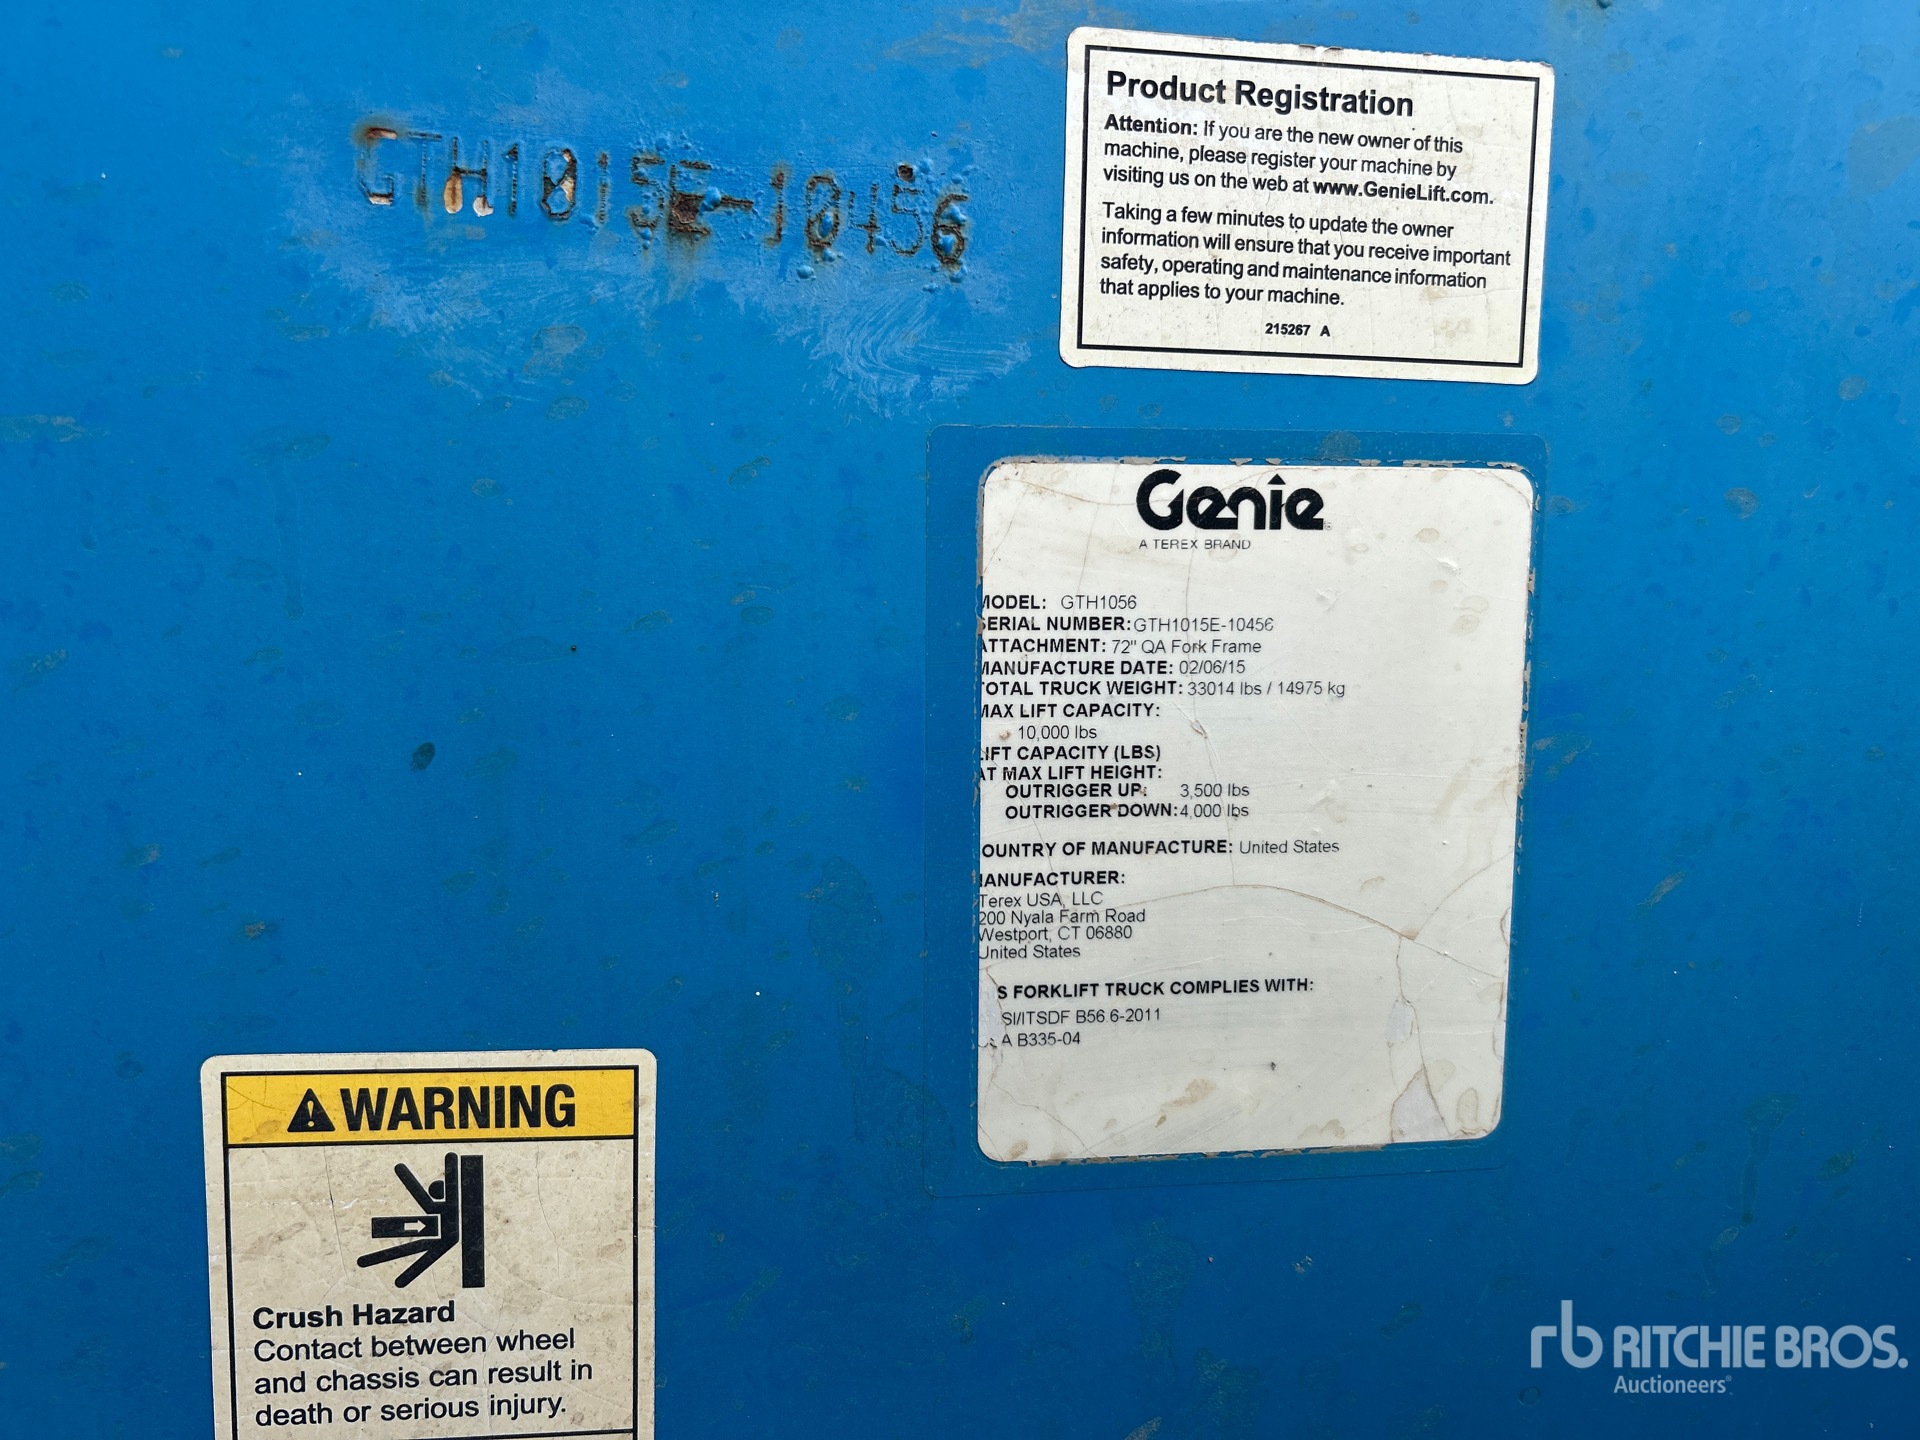 GTH1015E-10456
Product Registration
Attention: If you are the new owner of this
machine, please register your machine by
visiting us on the web at www.GenieLift.com.
Taking a few minutes to update the owner
information will ensure that you receive important
safety, operating and maintenance information
that applies to your machine.
215267 A
Genie
A TEREX BRAND
MODEL: GTH1056
SERIAL NUMBER: GTH1015E-10456
ATTACHMENT: 72" QA Fork Frame
MANUFACTURE DATE: 02/06/15
TOTAL TRUCK WEIGHT: 33014 lbs / 14975 kg
MAX LIFT CAPACITY:
10,000 lbs
LIFT CAPACITY (LBS)
AT MAX LIFT HEIGHT:
OUTRIGGER UP: 3,500 lbs
OUTRIGGER DOWN: 4,000 lbs
OUNTRY OF MANUFACTURE: United States
MANUFACTURER:
Terex USA, LLC
200 Nyala Farm Road
Westport, CT 06880
United States
S FORKLIFT TRUCK COMPLIES WITH:
SI/ITSDF B56.6-2011
A B335-04
WARNING
Crush Hazard
Contact between wheel
and chassis can result in
death or serious injury.
rb RITCHIE BROS.
Auctioneers